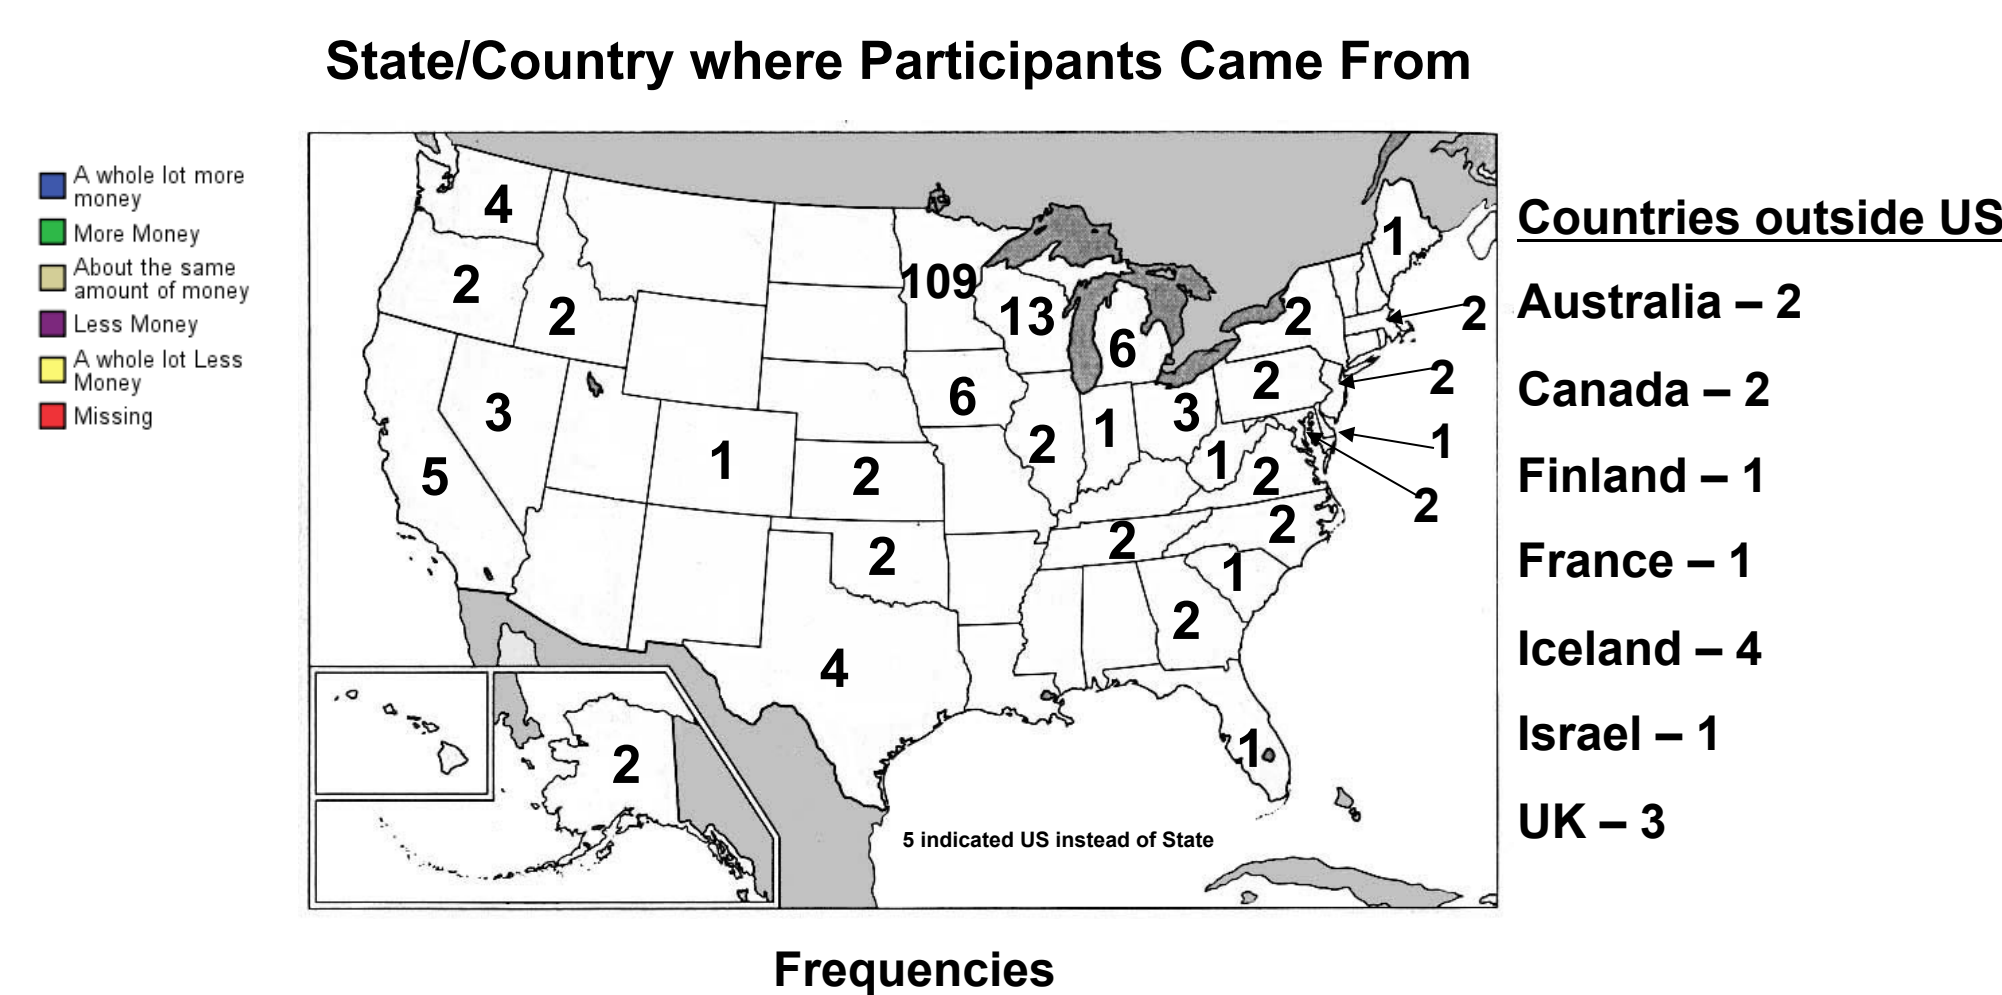 State/Country where Participants Came From
A whole lot more
money
More Money
About the same
amount of money
Less Money
A whole lot Less
Money
Missing
4
2
2
3
5
1
2
2
4
2
109
13
6
6
2
1
3
2
2
1
1
2
2
2
1
2
1
2
2
1
2
5 indicated US instead of State
Countries outside US
Australia – 2
Canada – 2
Finland – 1
France – 1
Iceland – 4
Israel – 1
UK – 3
Frequencies